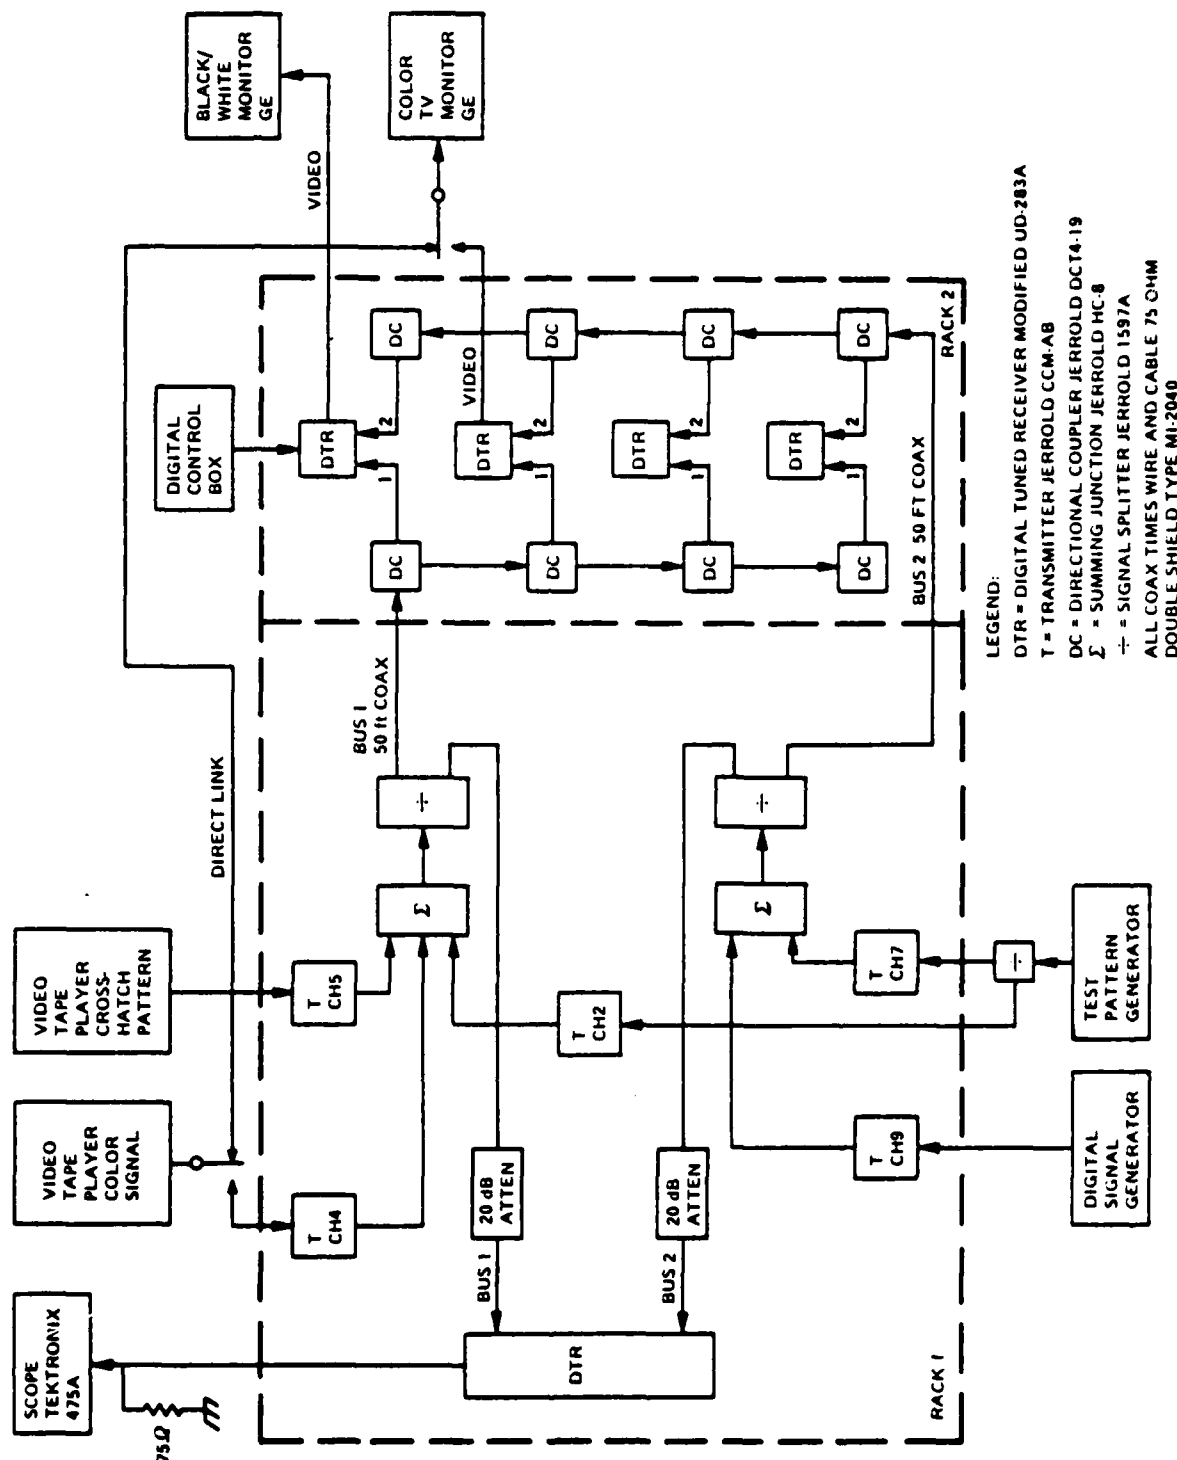 SCOPE
TEKTRONIX
475A
75Ω
VIDEO
TAPE
PLAYER
COLOR
SIGNAL
VIDEO
TAPE
PLAYER
CROSS-
HATCH
PATTERN
DIRECT LINK
DIGITAL
CONTROL
BOX
BLACK/
WHITE
MONITOR
GE
VIDEO
COLOR
TV
MONITOR
GE
VIDEO
T
CH4
T
CH5
Σ
÷
BUS 1
50 ft COAX
DC
1
DTR
2
DC
DC
1
DTR
2
DC
DC
1
DTR
2
DC
DC
1
DTR
2
DC
BUS 2 50 FT COAX
RACK 2
20 dB
ATTEN
BUS 1
T
CH2
20 dB
ATTEN
BUS 2
DTR
RACK 1
Σ
÷
T
CH9
T
CH7
÷
DIGITAL
SIGNAL
GENERATOR
TEST
PATTERN
GENERATOR
LEGEND:
DTR = DIGITAL TUNED RECEIVER MODIFIED UD-283A
T = TRANSMITTER JERROLD CCM-AB
DC = DIRECTIONAL COUPLER JERROLD DCT4-19
Σ = SUMMING JUNCTION JERROLD HC-8
÷ = SIGNAL SPLITTER JERROLD 1597A
ALL COAX TIMES WIRE AND CABLE 75 OHM
DOUBLE SHIELD TYPE MI-2040